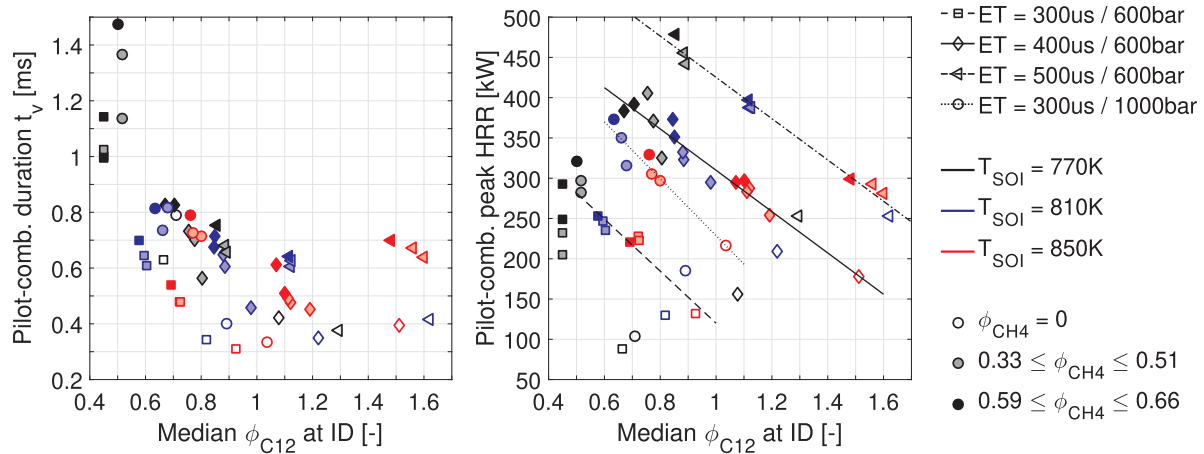 Pilot-comb. duration t_v [ms]
1.4
1.2
1
0.8
0.6
0.4
0.2
0.4 0.6 0.8 1 1.2 1.4 1.6
Median ϕ_C12 at ID [-]
Pilot-comb. peak HRR [kW]
500
450
400
350
300
250
200
150
100
50
0.4 0.6 0.8 1 1.2 1.4 1.6
Median ϕ_C12 at ID [-]
ET = 300us / 600bar
ET = 400us / 600bar
ET = 500us / 600bar
ET = 300us / 1000bar
T_SOI = 770K
T_SOI = 810K
T_SOI = 850K
ϕ_CH4 = 0
0.33 ≤ ϕ_CH4 ≤ 0.51
0.59 ≤ ϕ_CH4 ≤ 0.66